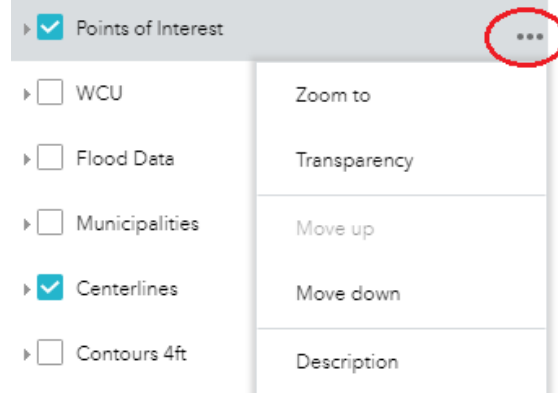 Points of Interest
WCU
Zoom to
Flood Data
Transparency
Municipalities
Move up
Centerlines
Move down
Contours 4ft
Description